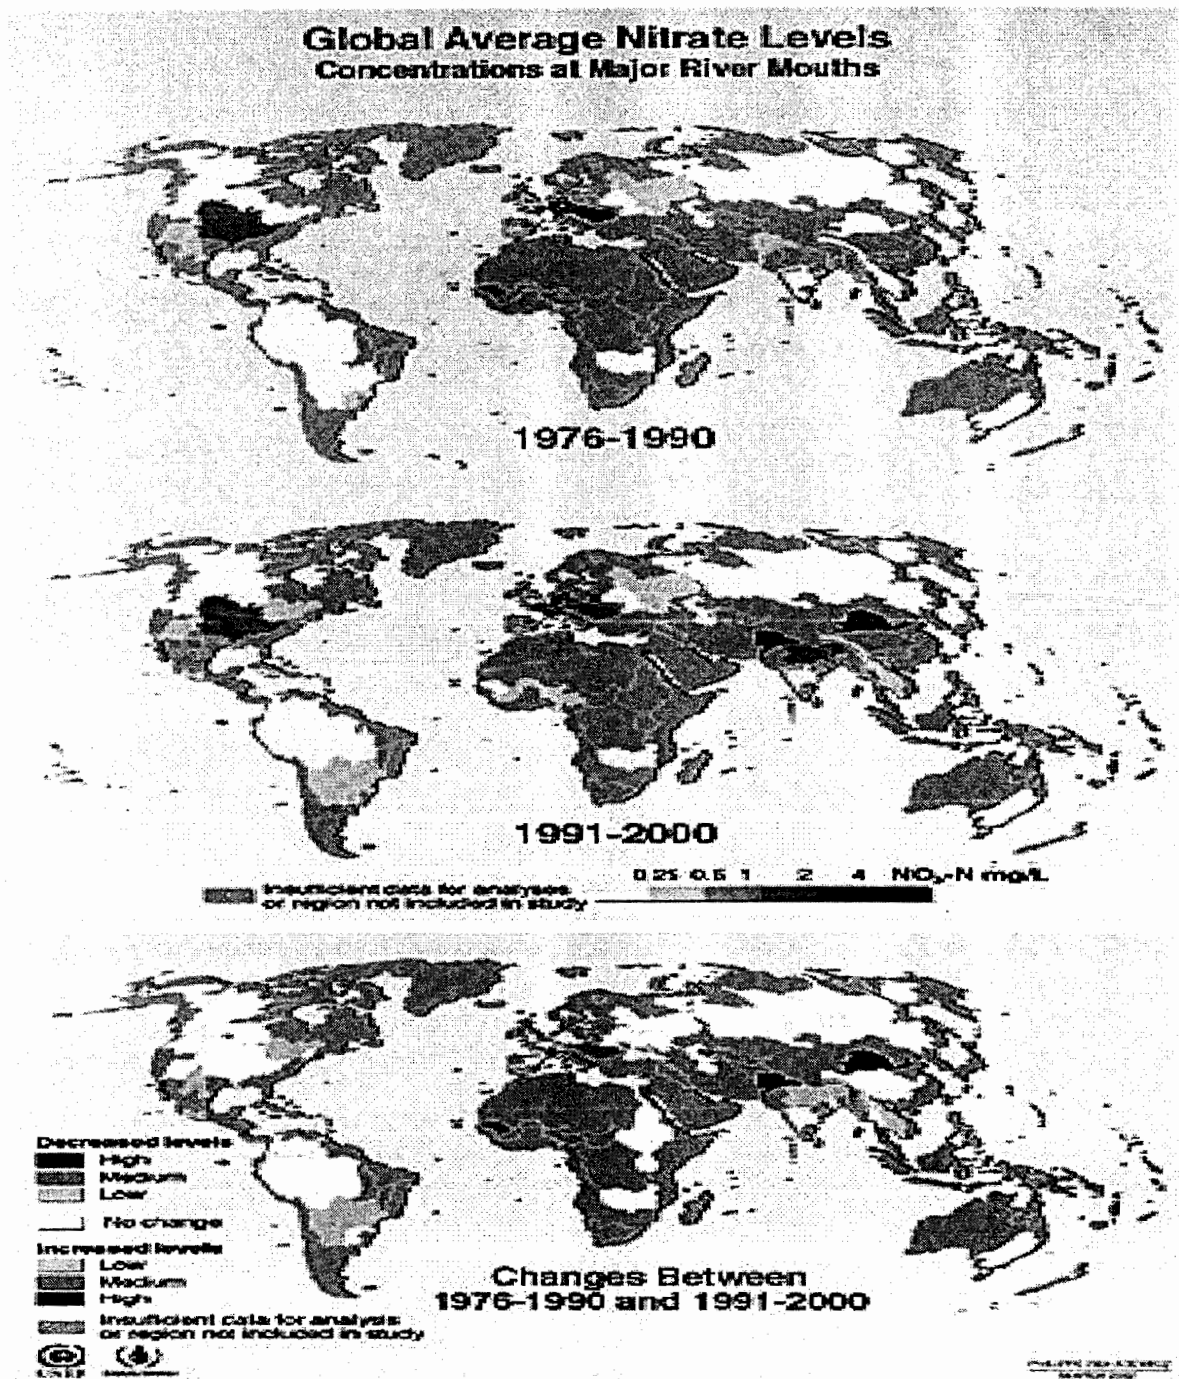 Global Average Nitrate Levels
Concentrations at Major River Mouths
1976-1990
1991-2000
Insufficient data for analyses
or region not included in study
0.25 0.5 1 2 4 NO₃-N mg/L
Decreased levels
High
Medium
Low
No change
Increased levels
Low
Medium
High
Insufficient data for analysis
or region not included in study
Changes Between
1976-1990 and 1991-2000
UNEP